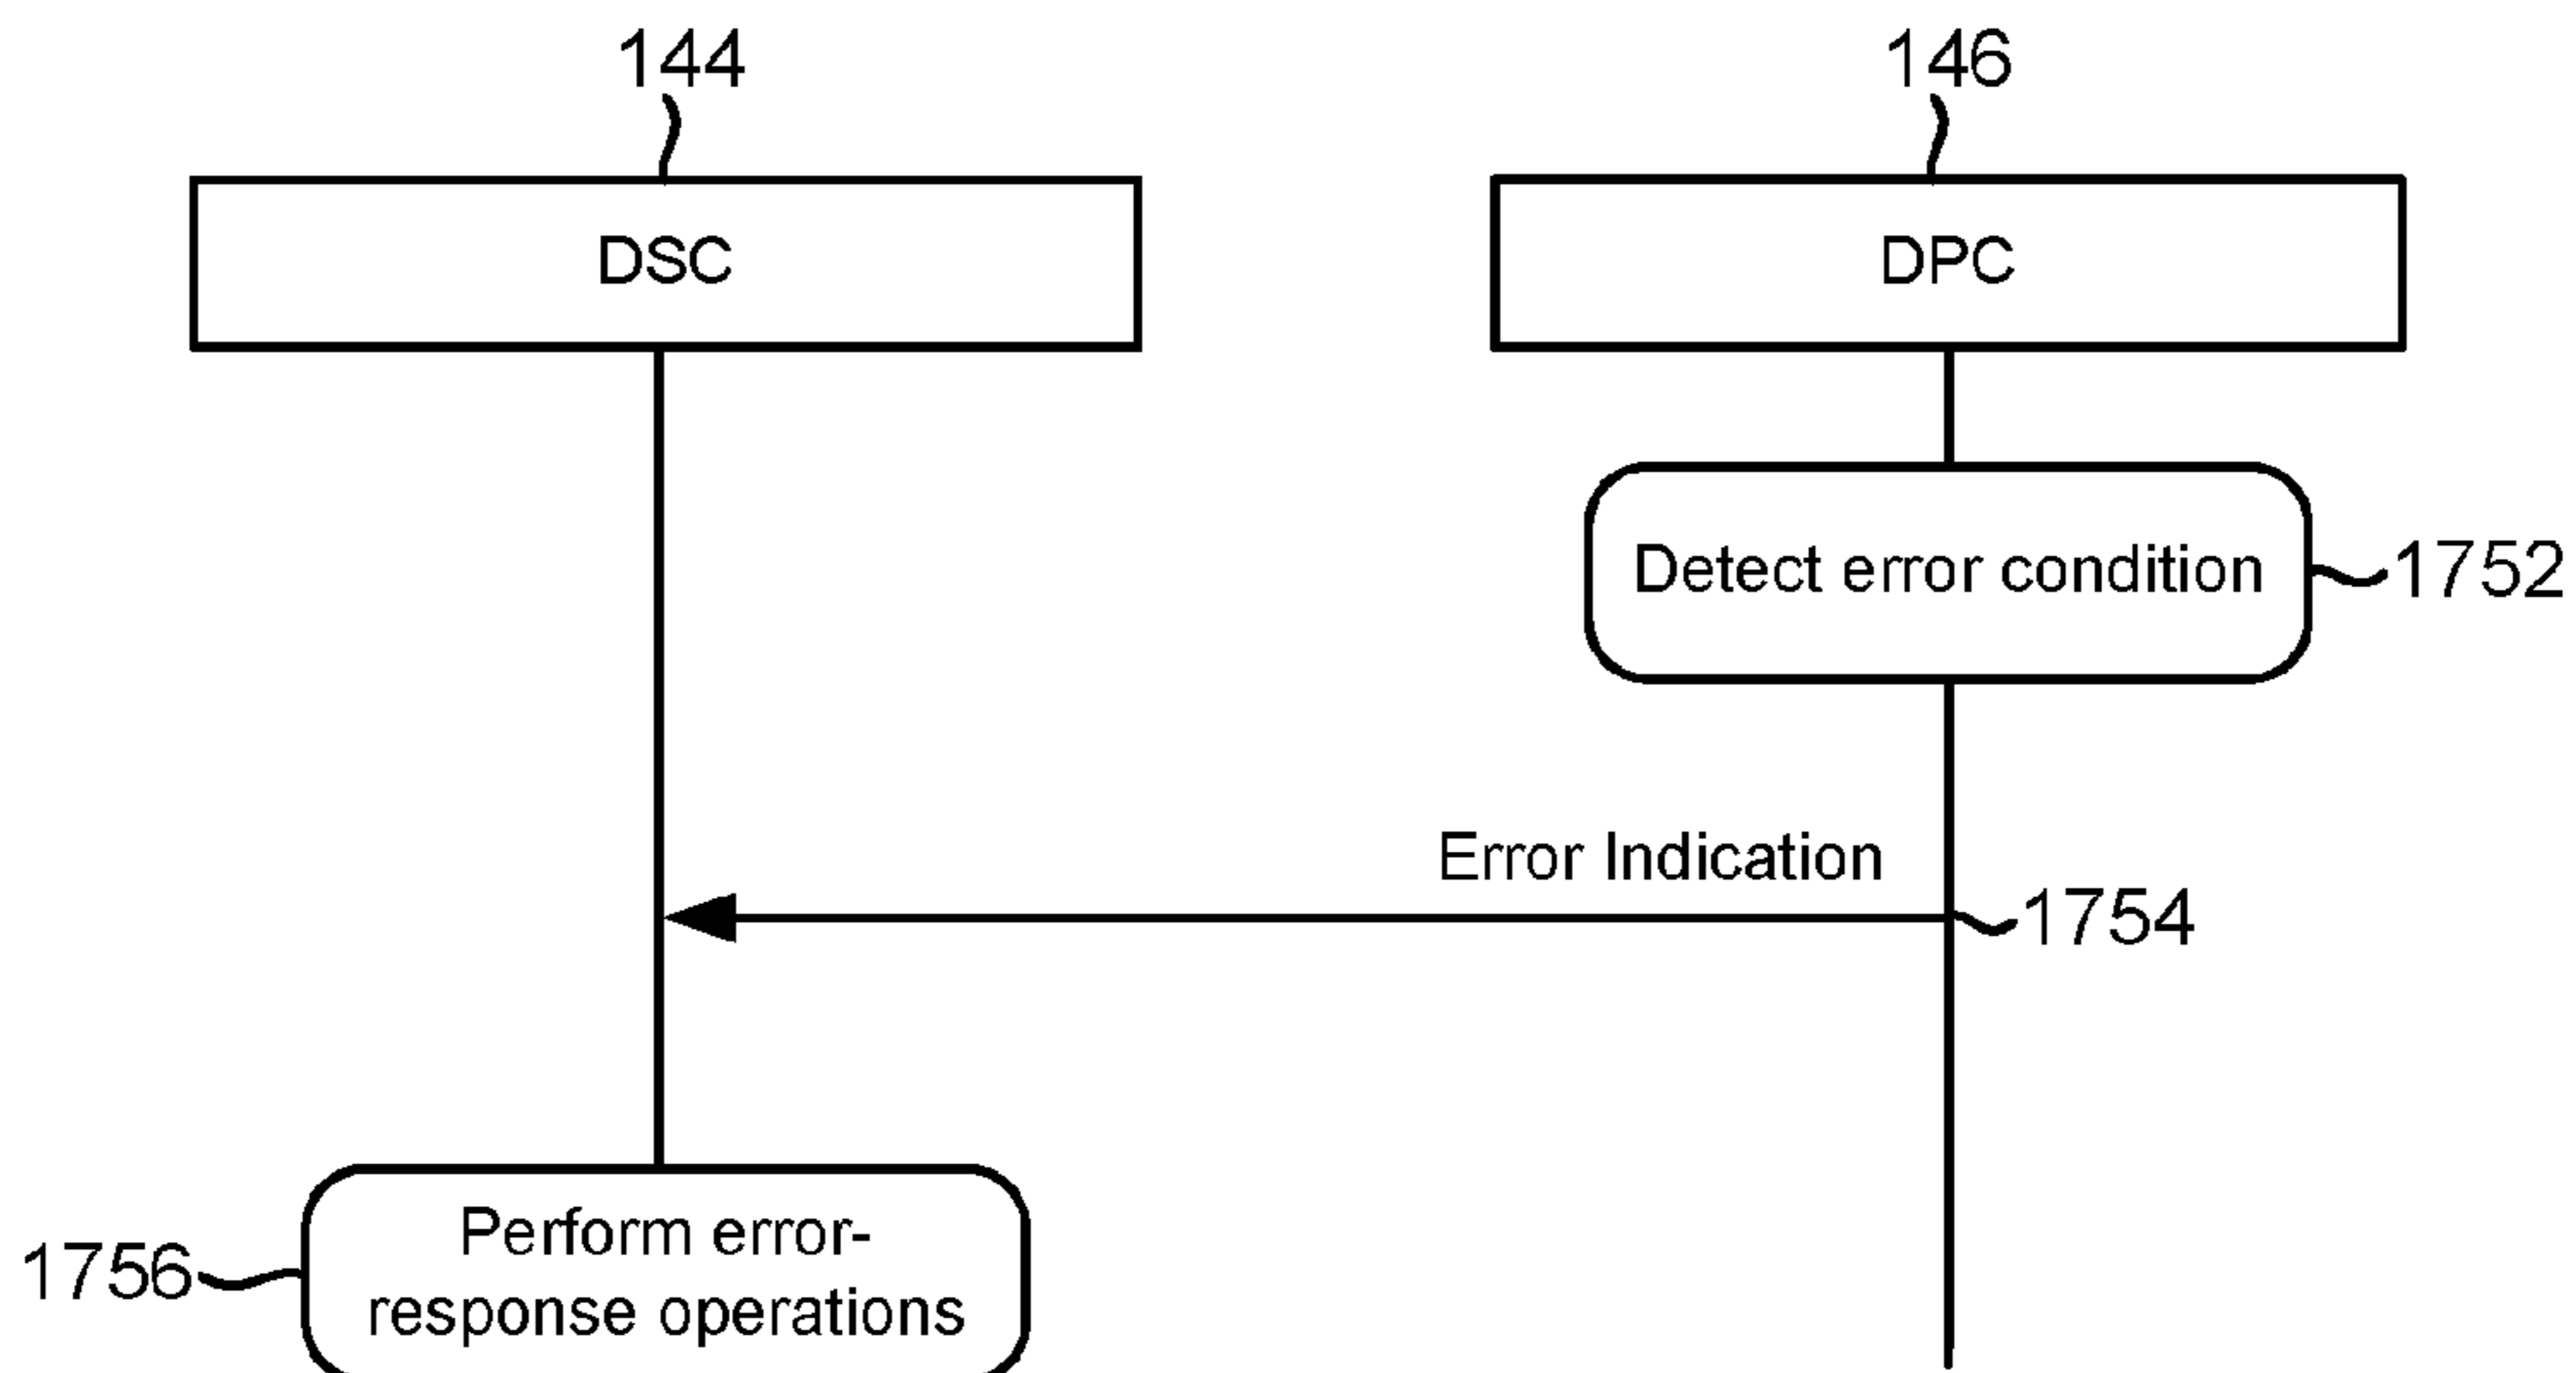 144
146
DSC
DPC
Detect error condition
1752
Error Indication
1754
Perform error-
response operations
1756